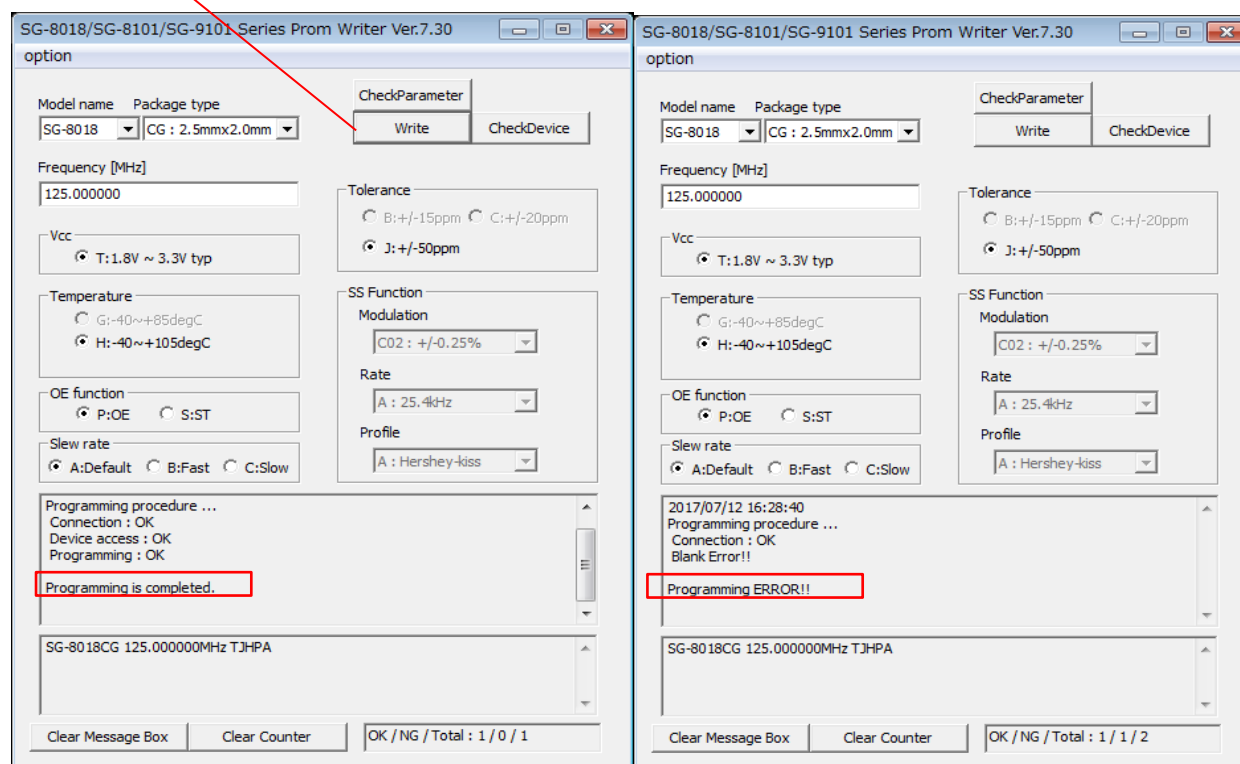 SG-8018/SG-8101/SG-9101 Series Prom Writer Ver.7.30
option
Model name Package type
SG-8018 CG : 2.5mmx2.0mm
CheckParameter
Write CheckDevice
Frequency [MHz]
125.000000
Tolerance
B:+/-15ppm C:+/-20ppm
J:+/-50ppm
Vcc
T:1.8V ~ 3.3V typ
Temperature
G:-40~+85degC
H:-40~+105degC
SS Function
Modulation
C02 : +/-0.25%
Rate
A : 25.4kHz
Profile
A : Hershey-kiss
OE function
P:OE S:ST
Slew rate
A:Default B:Fast C:Slow
Programming procedure ...
Connection : OK
Device access : OK
Programming : OK
Programming is completed.
SG-8018CG 125.000000MHz TJHPA
Clear Message Box Clear Counter OK / NG / Total : 1 / 0 / 1
SG-8018/SG-8101/SG-9101 Series Prom Writer Ver.7.30
option
Model name Package type
SG-8018 CG : 2.5mmx2.0mm
CheckParameter
Write CheckDevice
Frequency [MHz]
125.000000
Tolerance
B:+/-15ppm C:+/-20ppm
J:+/-50ppm
Vcc
T:1.8V ~ 3.3V typ
Temperature
G:-40~+85degC
H:-40~+105degC
SS Function
Modulation
C02 : +/-0.25%
Rate
A : 25.4kHz
Profile
A : Hershey-kiss
OE function
P:OE S:ST
Slew rate
A:Default B:Fast C:Slow
2017/07/12 16:28:40
Programming procedure ...
Connection : OK
Blank Error!!
Programming ERROR!!
SG-8018CG 125.000000MHz TJHPA
Clear Message Box Clear Counter OK / NG / Total : 1 / 1 / 2